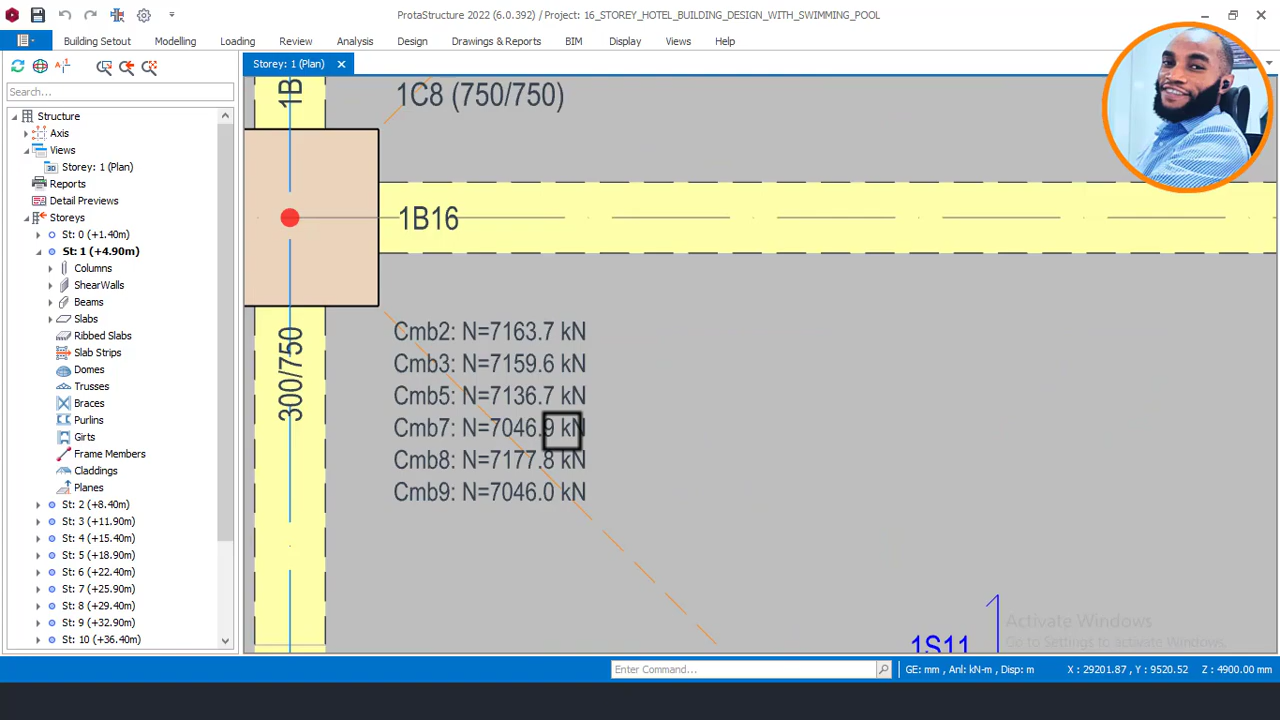 ProtaStructure 2022 (6.0.392) / Project: 16_STOREY_HOTEL_BUILDING_DESIGN_WITH_SWIMMING_POOL
Building Setout Modelling Loading Review Analysis Design Drawings & Reports BIM Display Views Help
Storey: 1 (Plan)
Search...
Structure
Axis
Views
Storey: 1 (Plan)
Reports
Detail Previews
Storeys
St: 0 (+1.40m)
St: 1 (+4.90m)
Columns
ShearWalls
Beams
Slabs
Ribbed Slabs
Slab Strips
Domes
Trusses
Braces
Purlins
Girts
Frame Members
Claddings
Planes
St: 2 (+8.40m)
St: 3 (+11.90m)
St: 4 (+15.40m)
St: 5 (+18.90m)
St: 6 (+22.40m)
St: 7 (+25.90m)
St: 8 (+29.40m)
St: 9 (+32.90m)
St: 10 (+36.40m)
1B
1C8 (750/750)
1B16
300/750
Cmb2: N=7163.7 kN
Cmb3: N=7159.6 kN
Cmb5: N=7136.7 kN
Cmb7: N=7046.9 kN
Cmb8: N=7177.8 kN
Cmb9: N=7046.0 kN
1S11
Activate Windows
Go to Settings to activate Windows.
Enter Command...
GE: mm , Anl: kN-m , Disp: m
X : 29201.87 , Y : 9520.52
Z : 4900.00 mm